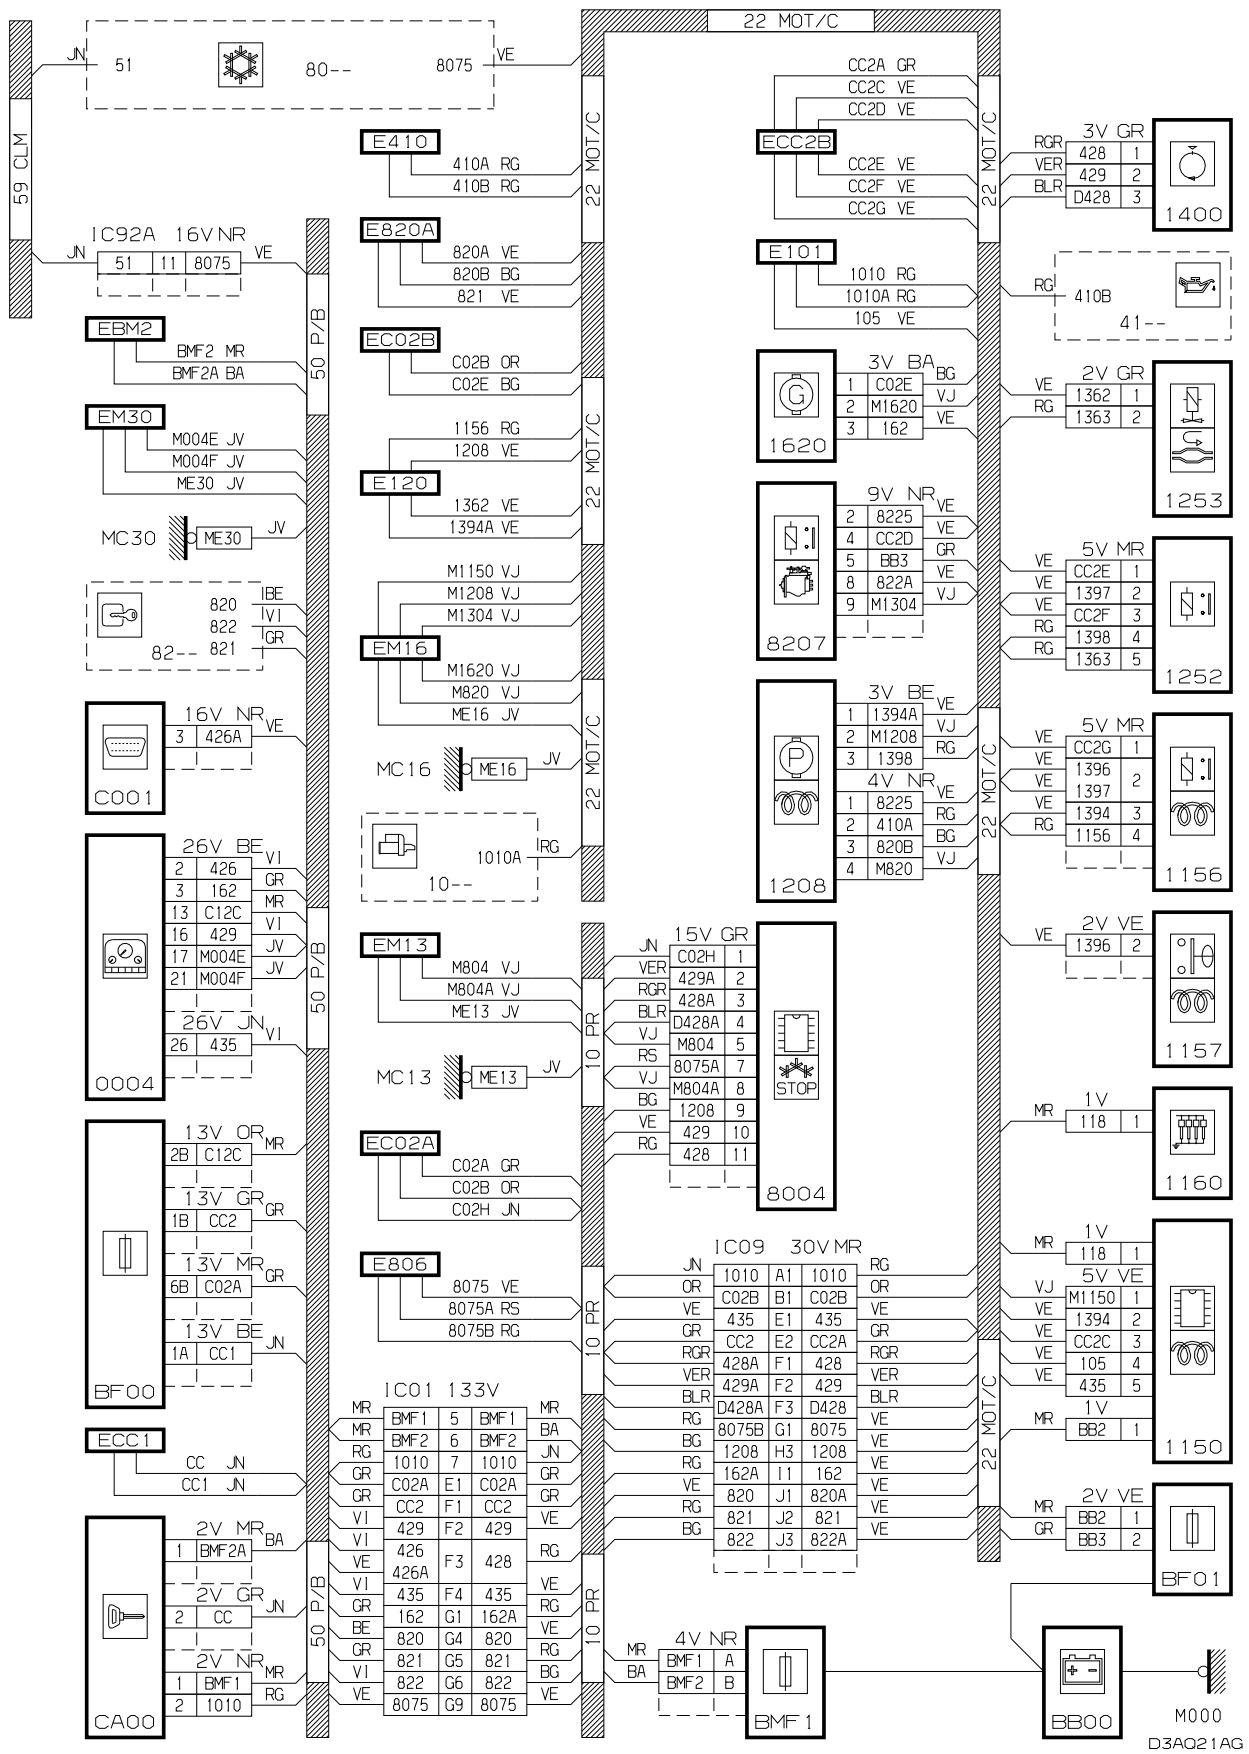 22 MOT/C
59 CLM
JN 51 80-- 8075 VE
IC92A 16V NR
JN 51 11 8075 VE
EBM2
BMF2 MR
BMF2A BA
EM30
M004E JV
M004F JV
ME30 JV
MC30 ME30 JV
50 P/B
820 BE
822 VI
82-- 821 GR
C001
16V NR
3 426A VE
0004
26V BE
2 426 VI
3 162 GR
13 C12C MR
16 429 VI
17 M004E JV
21 M004F JV
26V JN
26 435 VI
50 P/B
BF00
13V OR
2B C12C MR
13V GR
1B CC2 GR
13V MR
6B C02A GR
13V BE
1A CC1 JN
ECC1
CC JN
CC1 JN
CA00
2V MR
1 BMF2A BA
2V GR
2 CC JN
2V NR
1 BMF1 MR
2 1010 RG
50 P/B
E410
410A RG
410B RG
E820A
820A VE
820B BG
821 VE
EC02B
C02B OR
C02E BG
1156 RG
1208 VE
E120
1362 VE
1394A VE
M1150 VJ
M1208 VJ
M1304 VJ
EM16
M1620 VJ
M820 VJ
ME16 JV
MC16 ME16 JV
1010A RG
10--
22 MOT/C
22 MOT/C
22 MOT/C
EM13
M804 VJ
M804A VJ
ME13 JV
MC13 ME13 JV
EC02A
C02A GR
C02B OR
C02H JN
E806
8075 VE
8075A RS
8075B RG
10 PR
10 PR
10 PR
IC01 133V
MR BMF1 5 BMF1 MR
MR BMF2 6 BMF2 BA
RG 1010 7 1010 JN
GR C02A E1 C02A GR
GR CC2 F1 CC2 GR
VI 429 F2 429 VE
VI 426
VE 426A F3 428 RG
VI 435 F4 435 VE
GR 162 G1 162A RG
BE 820 G4 820 VE
GR 821 G5 821 RG
VI 822 G6 822 BG
VE 8075 G9 8075 VE
CC2A GR
CC2C VE
CC2D VE
ECC2B
CC2E VE
CC2F VE
CC2G VE
E101
1010 RG
1010A RG
105 VE
1620
3V BA
1 C02E BG
2 M1620 VJ
3 162 VE
8207
9V NR
2 8225 VE
4 CC2D VE
5 BB3 GR
8 822A VE
9 M1304 VJ
1208
3V BE
1 1394A VE
2 M1208 VJ
3 1398 RG
4V NR
1 8225 VE
2 410A RG
3 820B BG
4 M820 VJ
15V GR
JN C02H 1
VER 429A 2
RGR 428A 3
BLR D428A 4
VJ M804 5
RS 8075A 7
VJ M804A 8
BG 1208 9
VE 429 10
RG 428 11
STOP
8004
IC09 30V MR
JN 1010 A1 1010 RG
OR C02B B1 C02B OR
VE 435 E1 435 VE
GR CC2 E2 CC2A GR
RGR 428A F1 428 RGR
VER 429A F2 429 VER
BLR D428A F3 D428 BLR
RG 8075B G1 8075 VE
BG 1208 H3 1208 VE
RG 162A I1 162 VE
VE 820 J1 820A VE
RG 821 J2 821 VE
BG 822 J3 822A VE
4V NR
MR BMF1 A
BA BMF2 B
BMF1
22 MOT/C
22 MOT/C
22 MOT/C
3V GR
RGR 428 1
VER 429 2
BLR D428 3
1400
RG 410B
41--
2V GR
VE 1362 1
RG 1363 2
1253
5V MR
VE CC2E 1
VE 1397 2
VE CC2F 3
RG 1398 4
RG 1363 5
1252
5V MR
VE CC2G 1
VE 1396
VE 1397 2
VE 1394 3
RG 1156 4
1156
2V VE
VE 1396 2
1157
1V
MR 118 1
1160
1V
MR 118 1
5V VE
VJ M1150 1
VE 1394 2
VE CC2C 3
VE 105 4
VE 435 5
1V
MR BB2 1
1150
2V VE
MR BB2 1
GR BB3 2
BF01
BB00
M000
D3AQ21AG